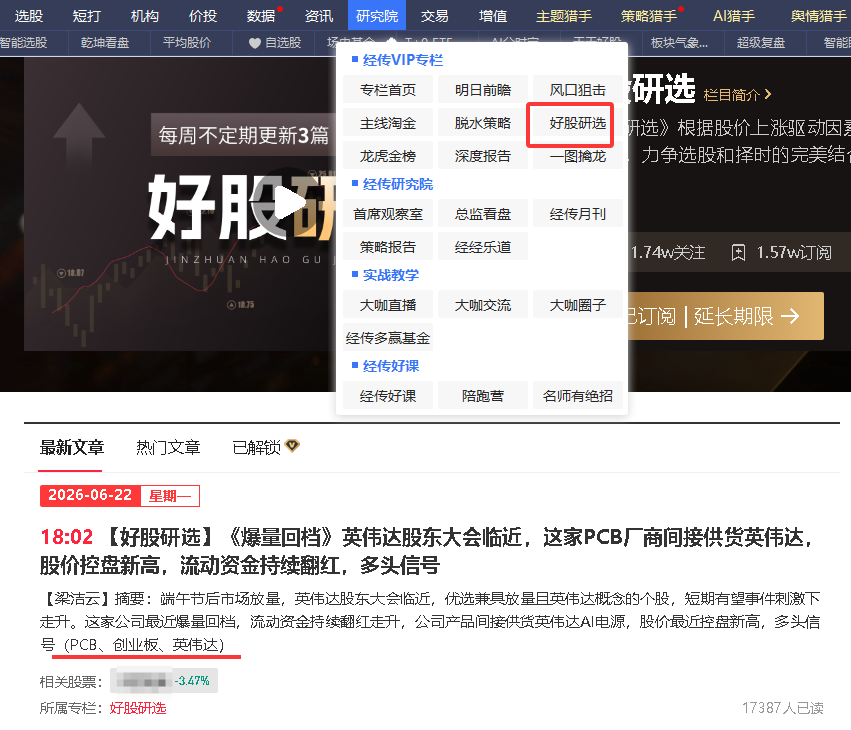 选股 短打 机构 价投 数据 资讯 研究院 交易 增值 主题猎手 策略猎手 AI猎手 舆情猎手
智能选股 乾坤看盘 平均股价 自选股 板块气象... 超级复盘 智能
经传VIP专栏
专栏首页 明日前瞻 风口狙击
主线淘金 脱水策略 好股研选
龙虎金榜 深度报告 一图擒龙
经传研究院
首席观察室 总监看盘 经传月刊
策略报告 经经乐道
实战教学
大咖直播 大咖交流 大咖圈子
经传多赢基金
经传好课
经传好课 陪跑营 名师有绝招
每周不定期更新3篇
好股研
JINZHUAN HAO GU J
18.87
18.75
研选 栏目简介
研选》根据股价上涨驱动因素
，力争选股和择时的完美结合
1.74w关注 1.57w订阅
已订阅 | 延长期限 →
最新文章 热门文章 已解锁
2026-06-22 星期一
18:02 【好股研选】《爆量回档》英伟达股东大会临近，这家PCB厂商间接供货英伟达，
股价控盘新高，流动资金持续翻红，多头信号
【梁洁云】摘要：端午节后市场放量，英伟达股东大会临近，优选兼具放量且英伟达概念的个股，短期有望事件刺激下
走升。这家公司最近爆量回档，流动资金持续翻红走升，公司产品间接供货英伟达AI电源，股价最近控盘新高，多头信
号（PCB、创业板、英伟达）
相关股票： -3.47%
所属专栏：好股研选 17387人已读